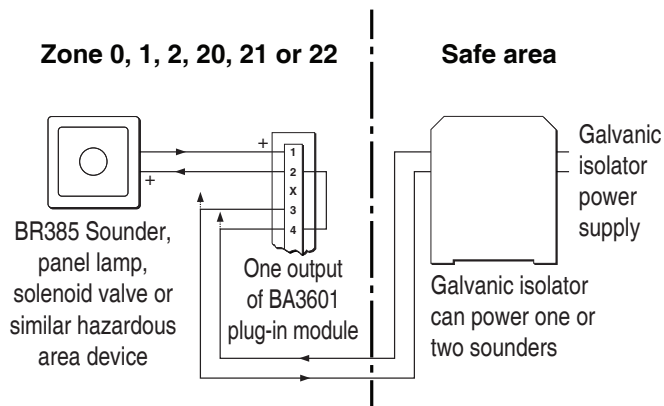 Zone 0, 1, 2, 20, 21 or 22
Safe area
+
1
2
X
3
4
+
BR385 Sounder,
panel lamp,
solenoid valve or
similar hazardous
area device
One output
of BA3601
plug-in module
Galvanic
isolator
power
supply
Galvanic isolator
can power one or
two sounders